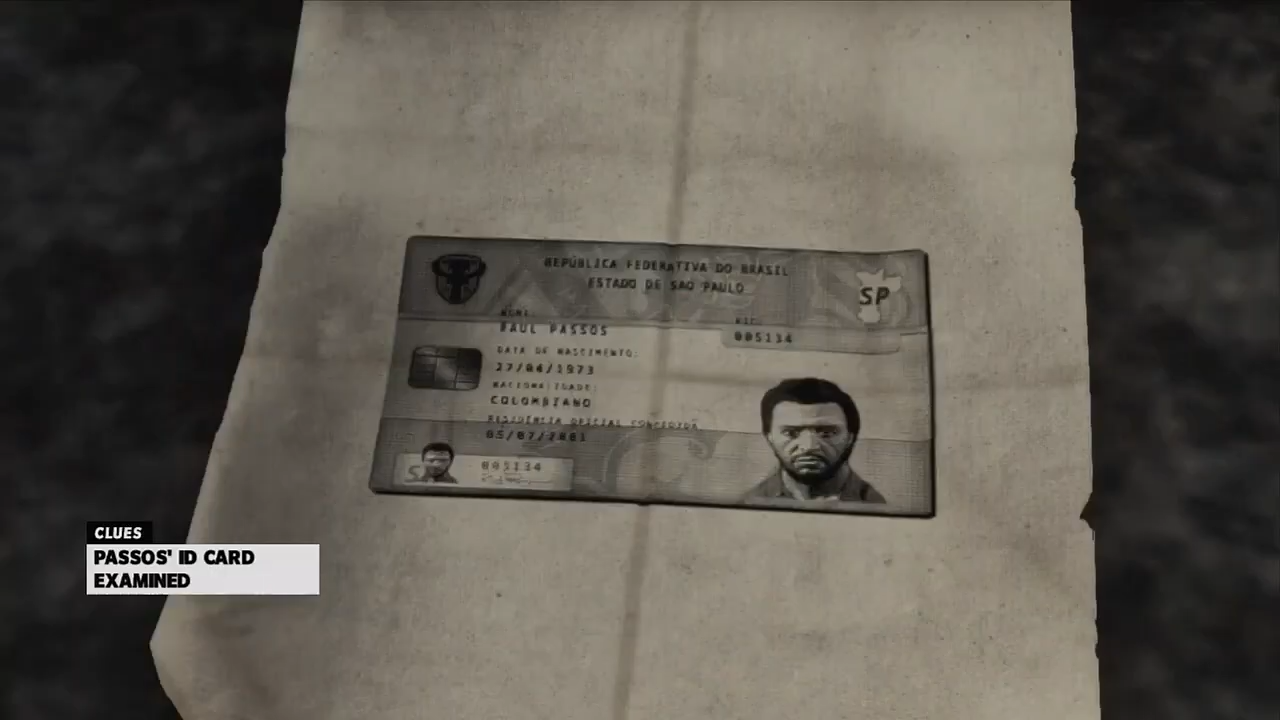 REPÚBLICA FEDERATIVA DO BRASIL
ESTADO DE SAO PAULO
SP
NOME:
RAUL PASSOS
005134
DATA DE NASCIMENTO:
27/04/1973
NACIONALIDADE:
COLOMBIANO
RESIDÊNCIA OFICIAL CONCEDIDA
05/07/2001
005134
CLUES
PASSOS' ID CARD
EXAMINED